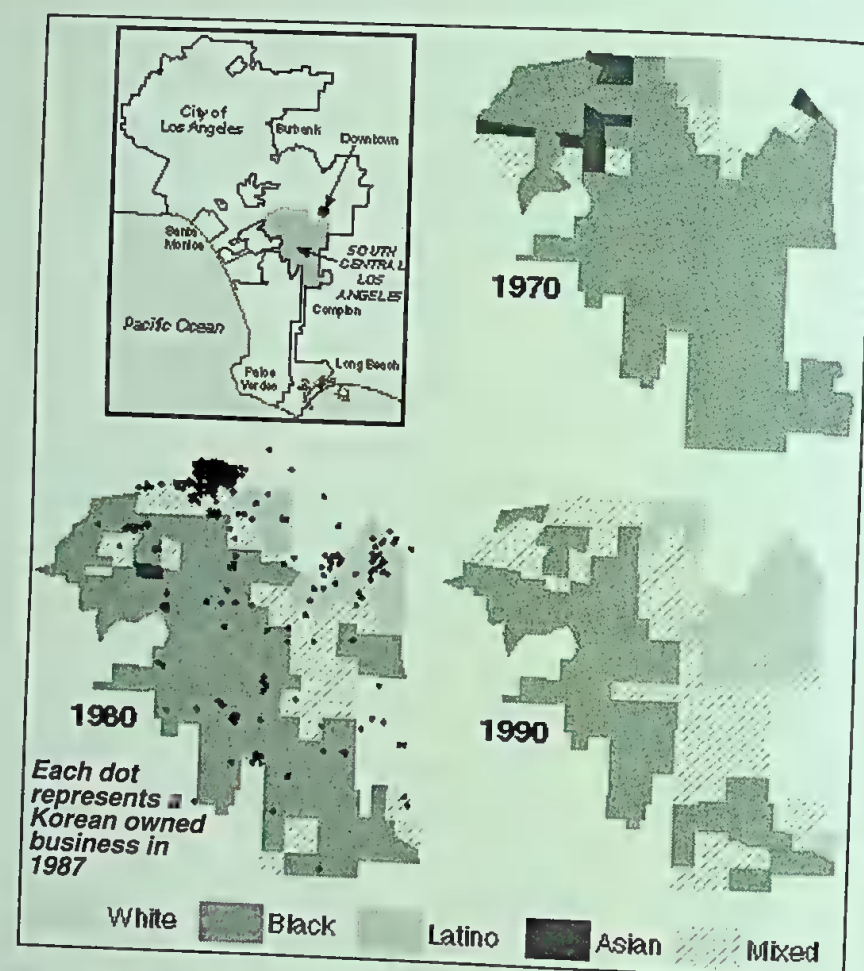 City of
Los Angeles
Burbank
Downtown
Santa
Monica
SOUTH
CENTRAL
LOS
ANGELES
Compton
Pacific Ocean
Palos
Verdes
Long Beach
1970
1980
Each dot
represents a
Korean owned
business in
1987
1990
White Black Latino Asian Mixed